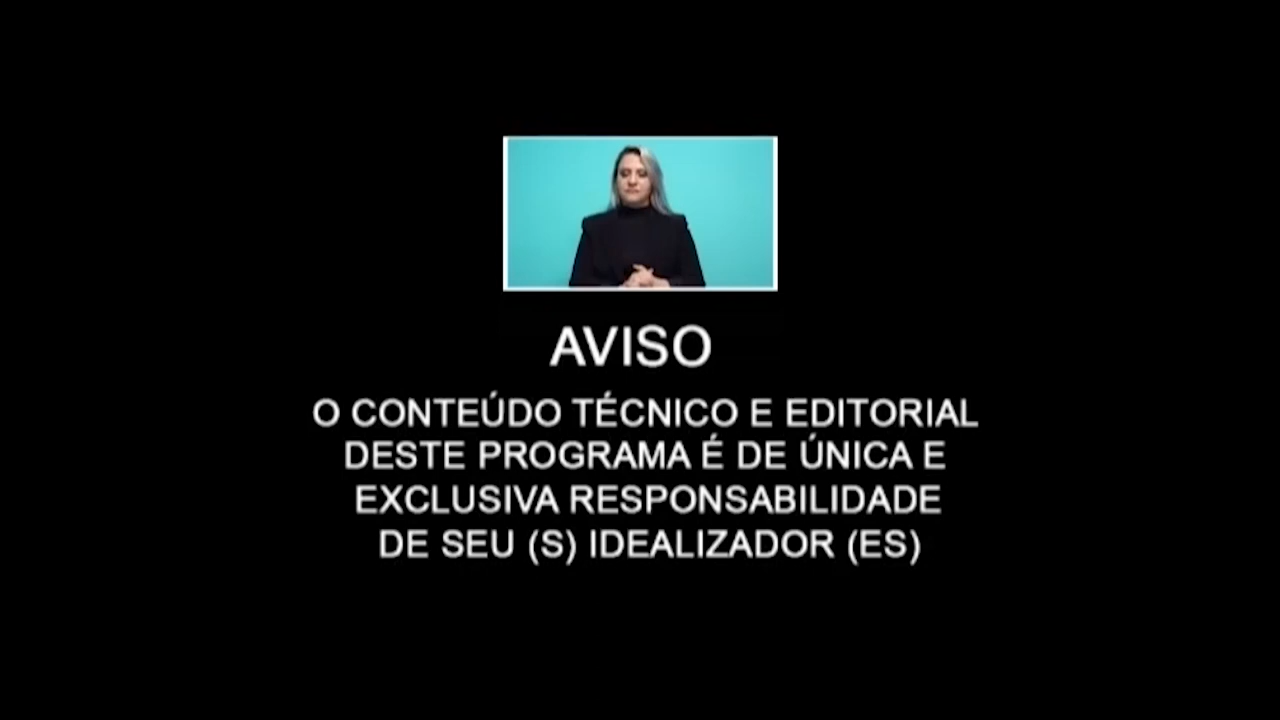 AVISO
O CONTEÚDO TÉCNICO E EDITORIAL
DESTE PROGRAMA É DE ÚNICA E
EXCLUSIVA RESPONSABILIDADE
DE SEU (S) IDEALIZADOR (ES)